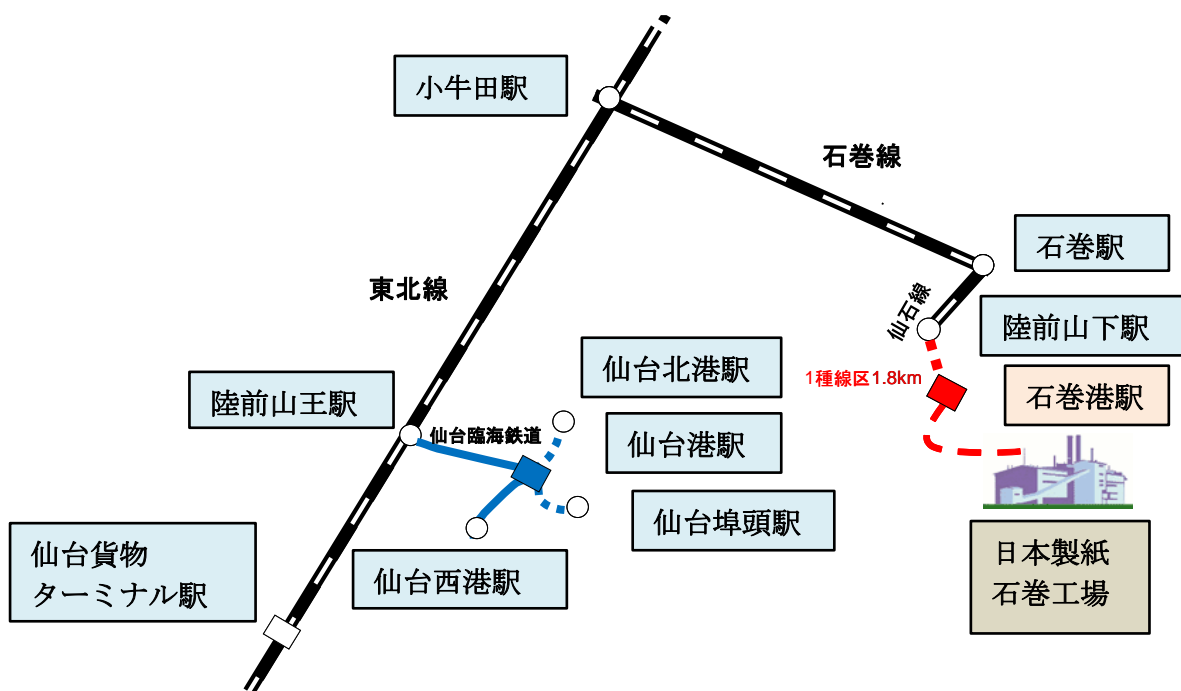 小牛田駅
石巻線
石巻駅
東北線
仙石線
陸前山下駅
仙台北港駅
1種線区1.8km
陸前山王駅
石巻港駅
仙台臨海鉄道
仙台港駅
仙台埠頭駅
仙台貨物
ターミナル駅
仙台西港駅
日本製紙
石巻工場